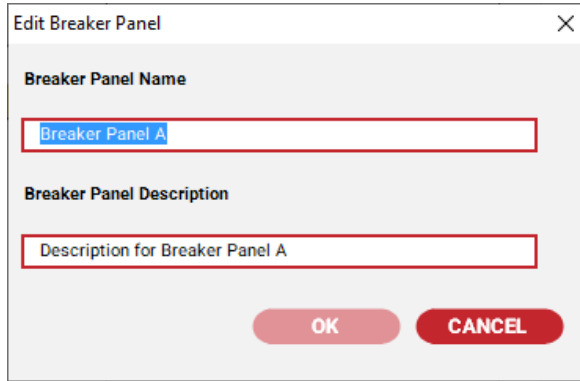 Edit Breaker Panel
Breaker Panel Name
Breaker Panel A
Breaker Panel Description
Description for Breaker Panel A
OK CANCEL